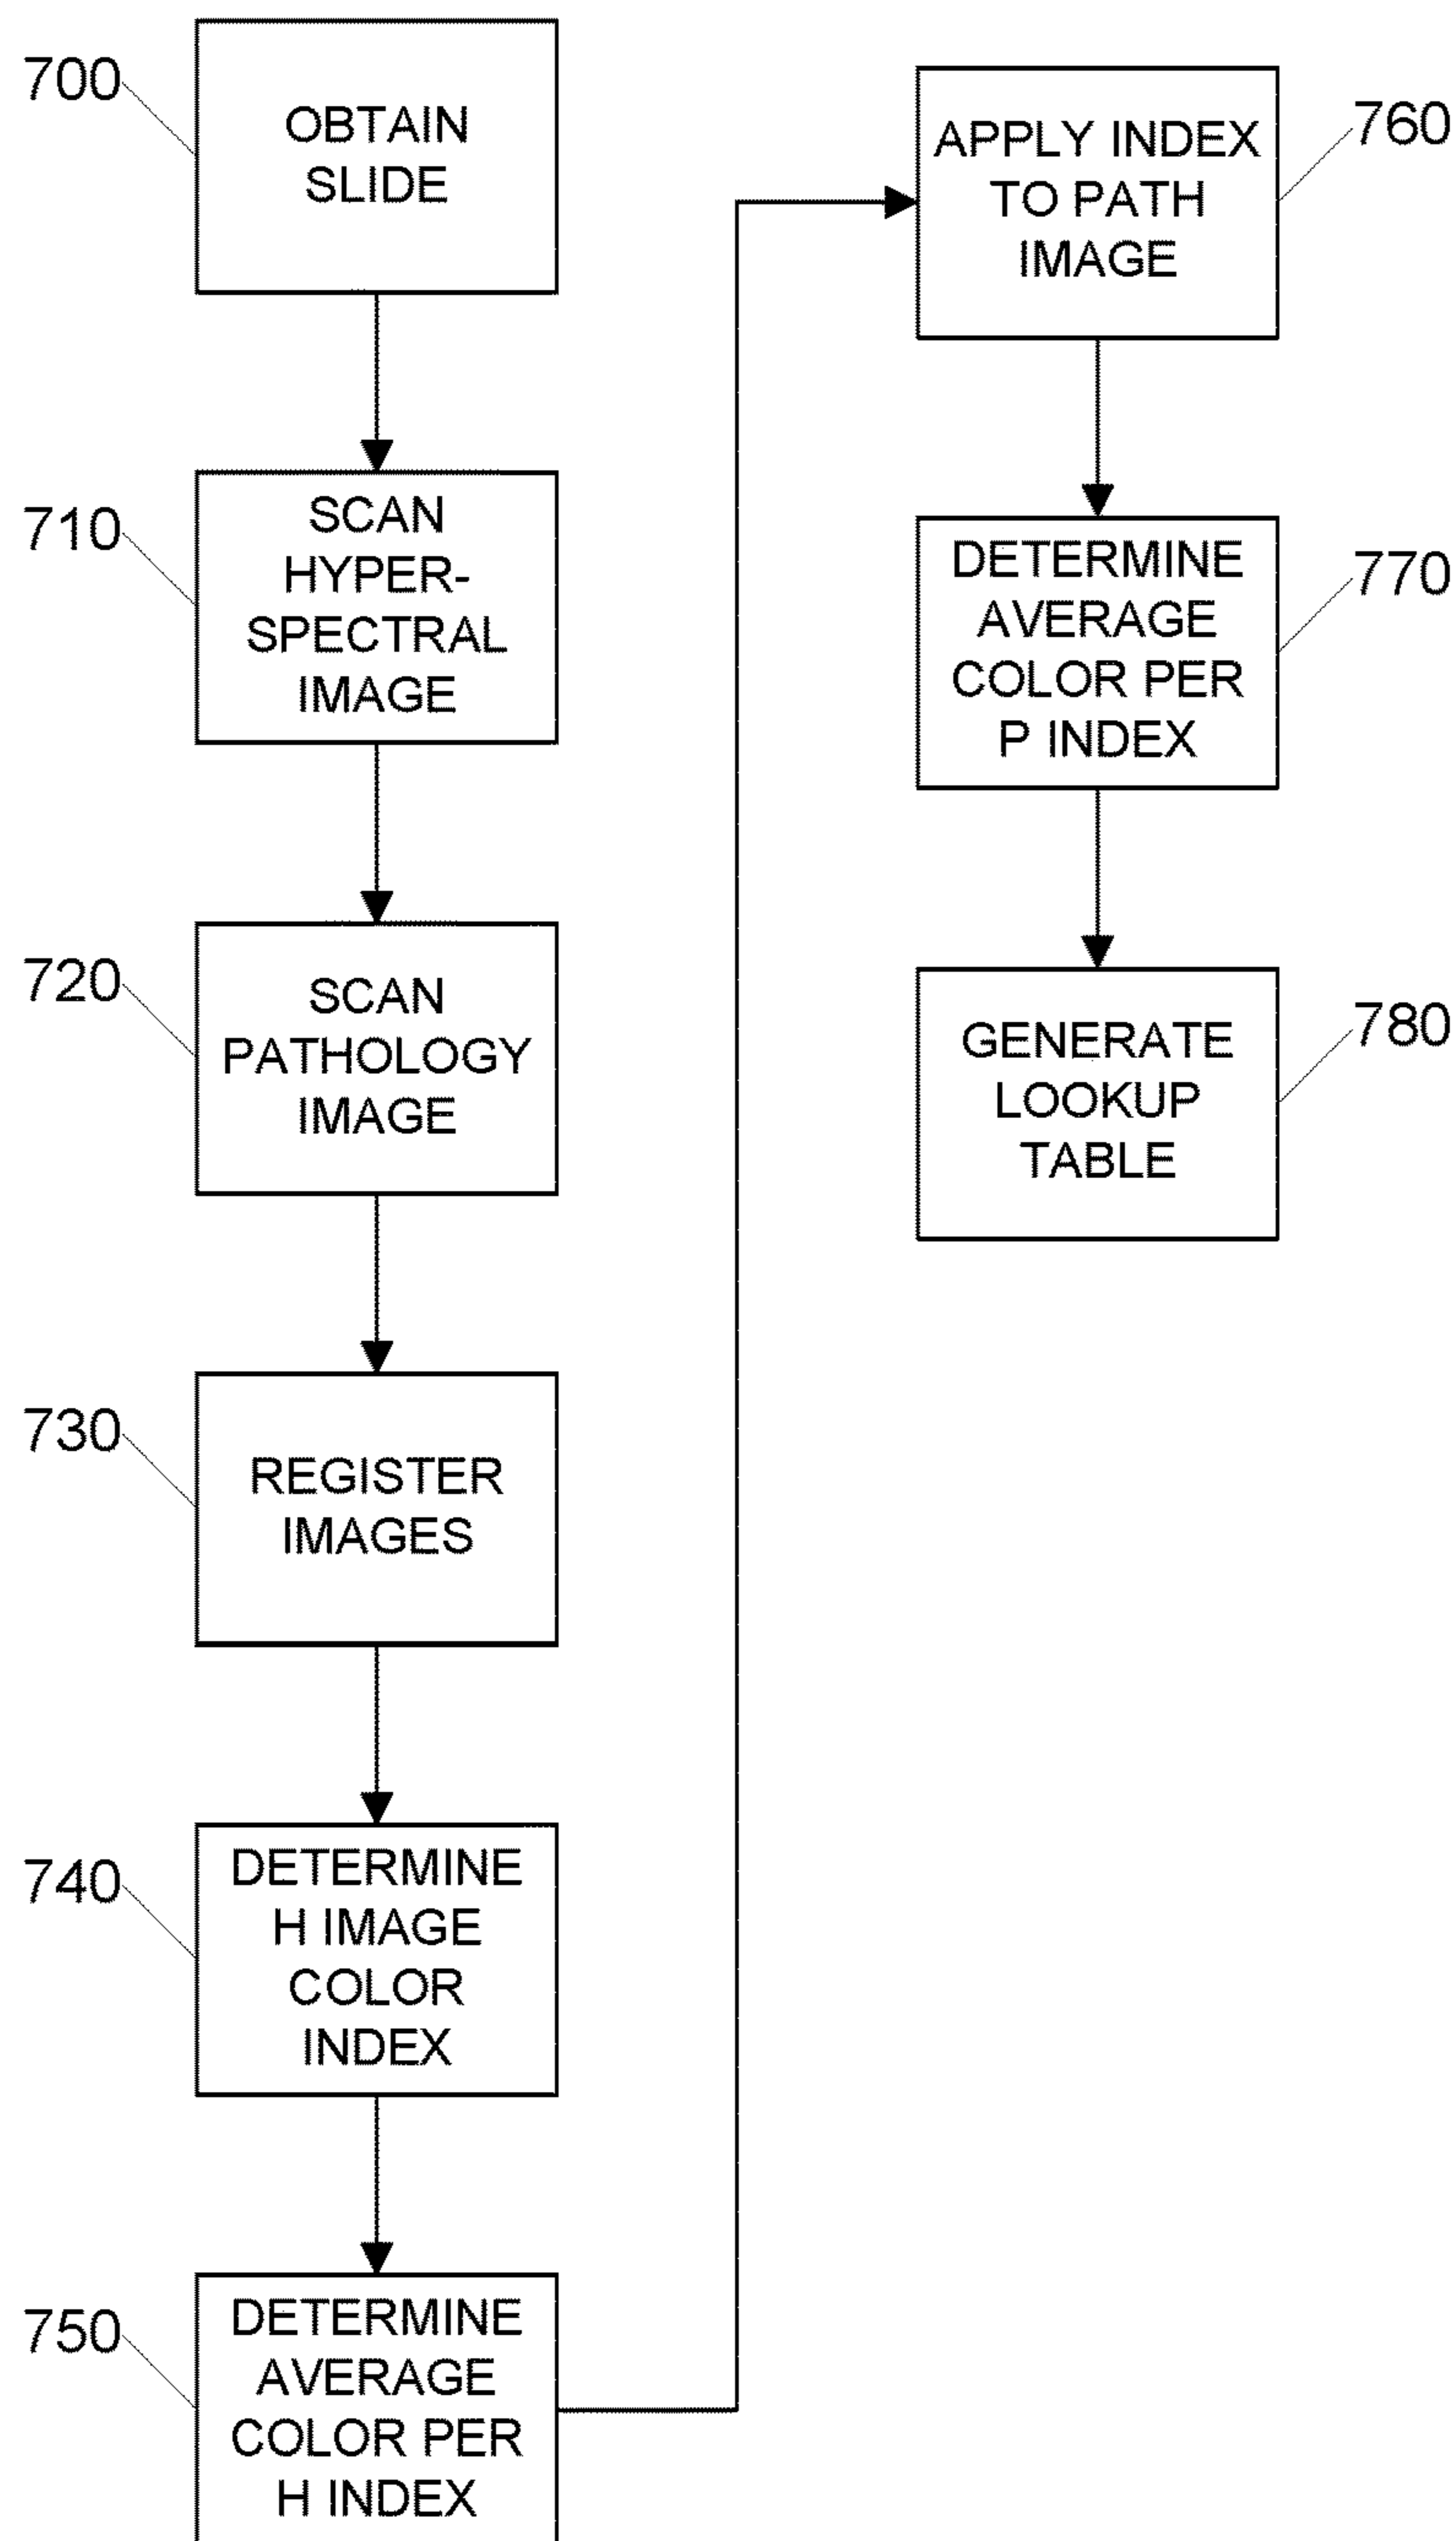 700
OBTAIN
SLIDE
710
SCAN
HYPER-
SPECTRAL
IMAGE
720
SCAN
PATHOLOGY
IMAGE
730
REGISTER
IMAGES
740
DETERMINE
H IMAGE
COLOR
INDEX
750
DETERMINE
AVERAGE
COLOR PER
H INDEX
760
APPLY INDEX
TO PATH
IMAGE
770
DETERMINE
AVERAGE
COLOR PER
P INDEX
780
GENERATE
LOOKUP
TABLE